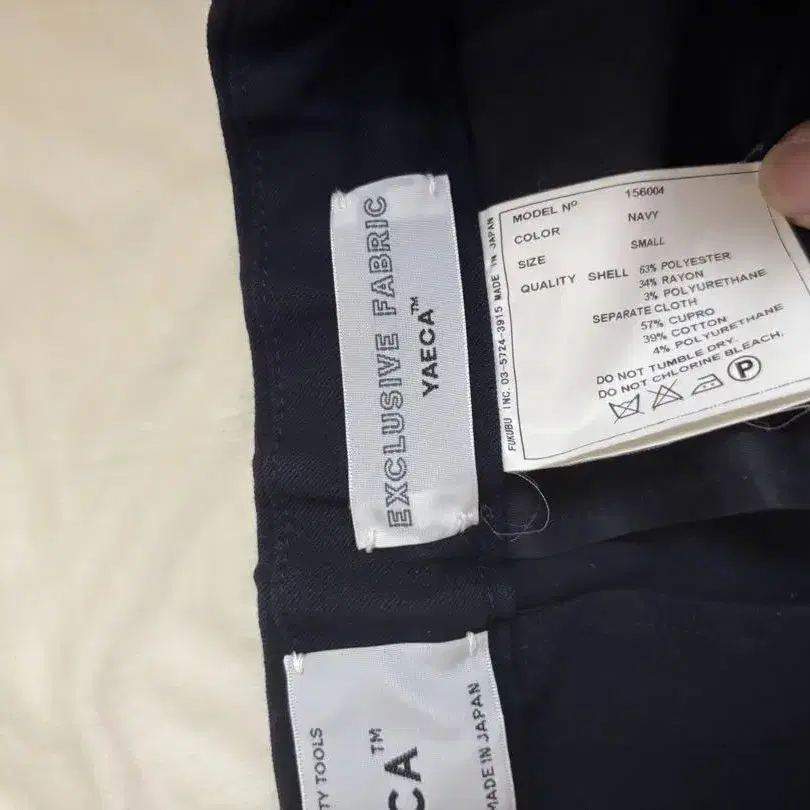 EXCLUSIVE FABRIC
YAECA™
MODEL Nº 156004
COLOR NAVY
SIZE SMALL
QUALITY SHELL 63% POLYESTER
34% RAYON
3% POLYURETHANE
SEPARATE CLOTH
57% CUPRO
39% COTTON
4% POLYURETHANE
DO NOT TUMBLE DRY.
DO NOT CHLORINE BLEACH.
P
FUKUBU INC. 03-5724-3915 MADE IN JAPAN
TY TOOLS
CA™
MADE IN JAPAN